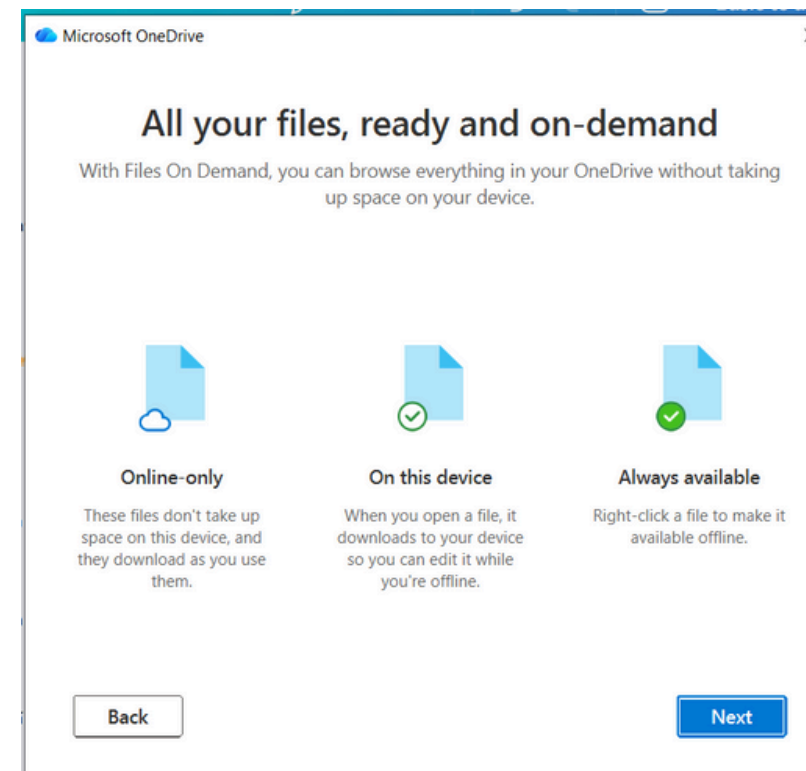 Microsoft OneDrive
All your files, ready and on-demand
With Files On Demand, you can browse everything in your OneDrive without taking
up space on your device.
Online-only
These files don't take up
space on this device, and
they download as you use
them.
On this device
When you open a file, it
downloads to your device
so you can edit it while
you're offline.
Always available
Right-click a file to make it
available offline.
Back
Next